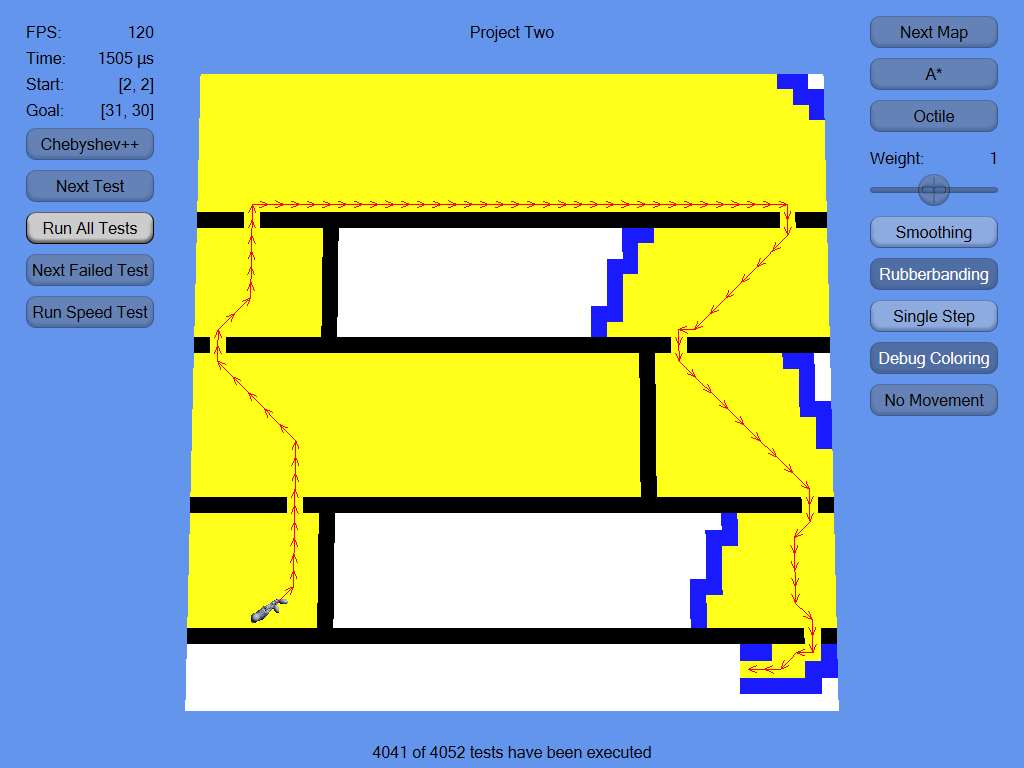 FPS: 120
Time: 1505 µs
Start: [2, 2]
Goal: [31, 30]
Chebyshev++
Next Test
Run All Tests
Next Failed Test
Run Speed Test
Project Two
Next Map
A*
Octile
Weight: 1
Smoothing
Rubberbanding
Single Step
Debug Coloring
No Movement
4041 of 4052 tests have been executed